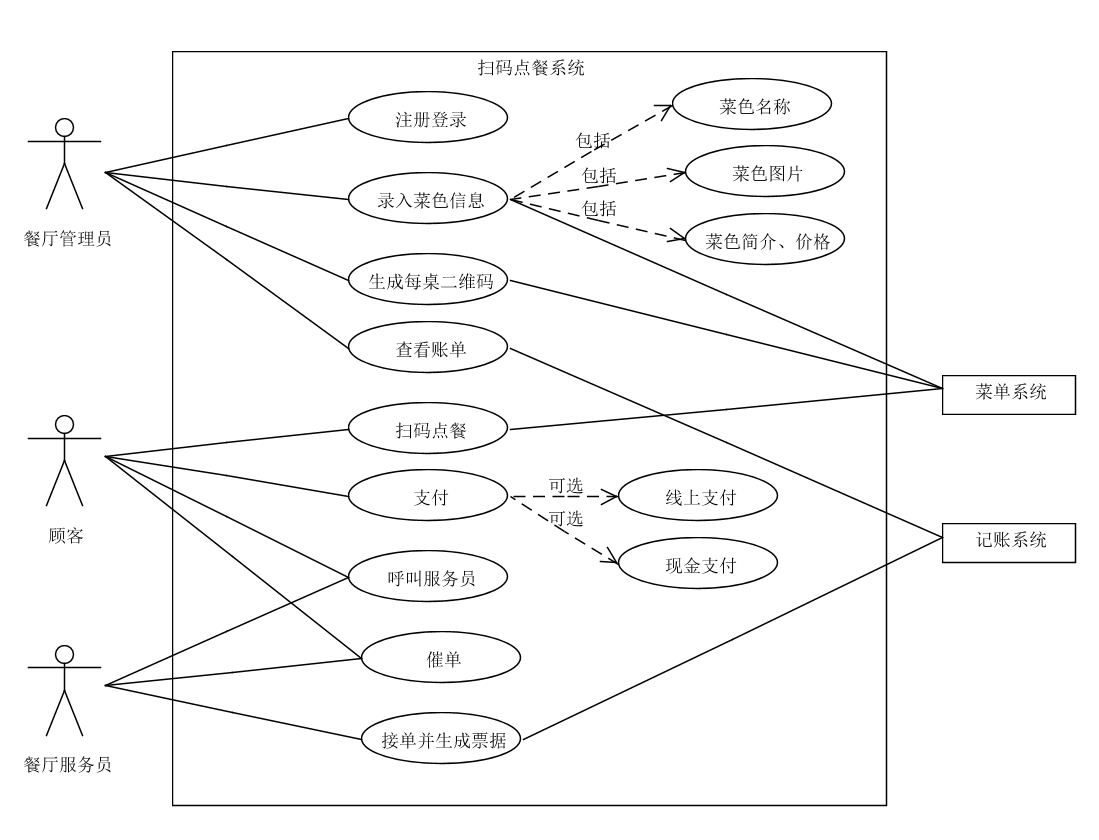 扫码点餐系统
注册登录
菜色名称
包括
录入菜色信息
包括
菜色图片
包括
菜色简介、价格
餐厅管理员
生成每桌二维码
查看账单
菜单系统
扫码点餐
支付
可选
线上支付
可选
现金支付
顾客
记账系统
呼叫服务员
催单
接单并生成票据
餐厅服务员